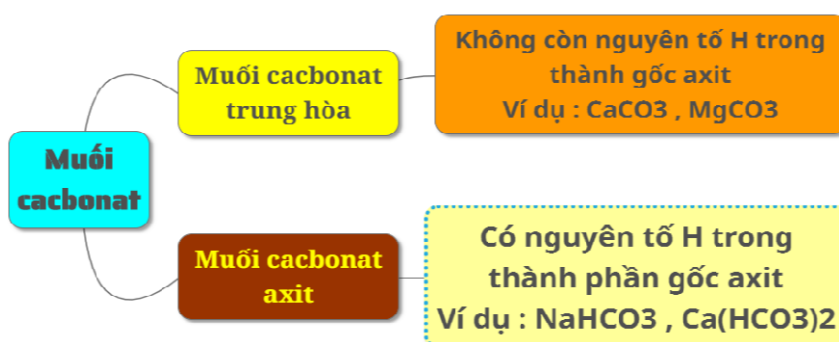 Muối
cacbonat
Muối cacbonat
trung hòa
Không còn nguyên tố H trong
thành gốc axit
Ví dụ : CaCO3 , MgCO3
Muối cacbonat
axit
Có nguyên tố H trong
thành phần gốc axit
Ví dụ : NaHCO3 , Ca(HCO3)2